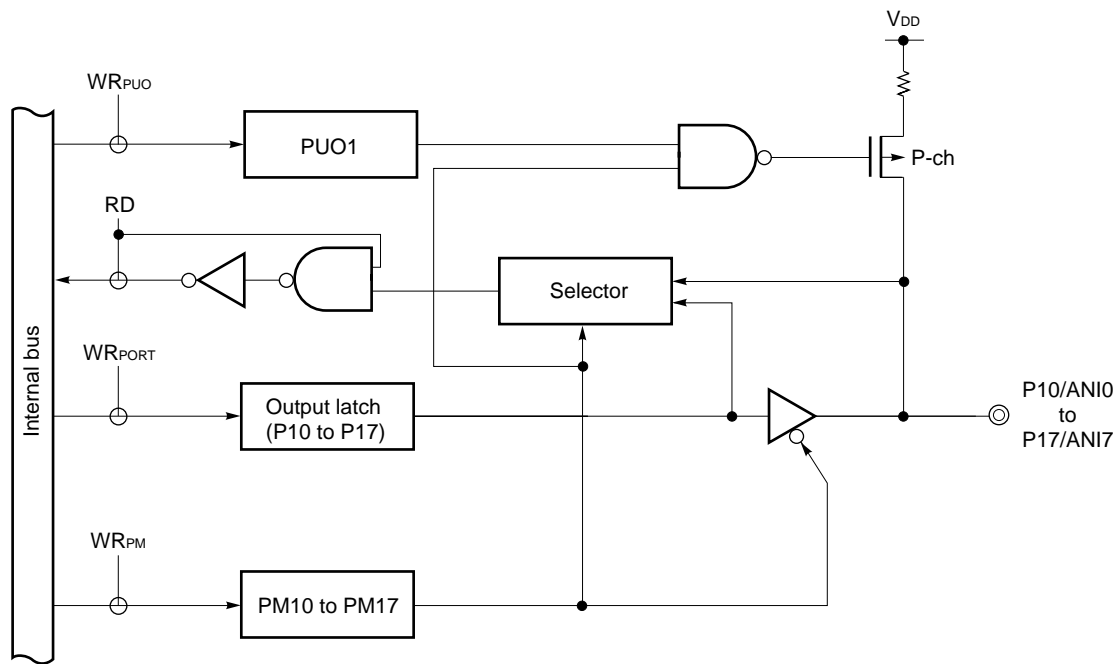 VDD
WRPUO
PUO1
P-ch
RD
Selector
Internal bus
WRPORT
Output latch
(P10 to P17)
P10/ANI0
to
P17/ANI7
WRPM
PM10 to PM17